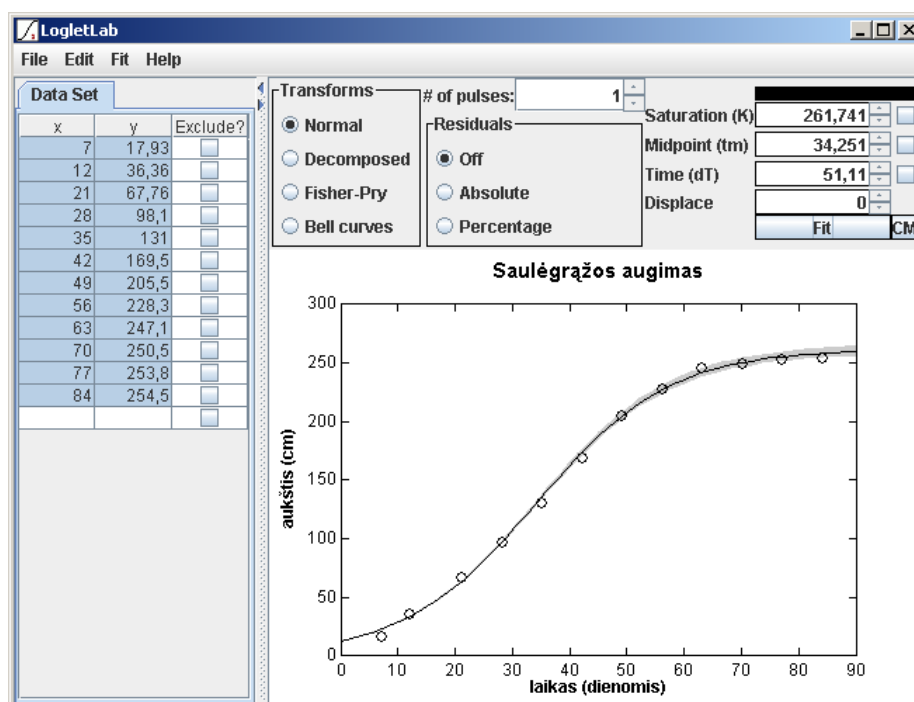 LogletLab
File Edit Fit Help
Data Set
x y Exclude?
7 17,93
12 36,36
21 67,76
28 98,1
35 131
42 169,5
49 205,5
56 228,3
63 247,1
70 250,5
77 253,8
84 254,5
Transforms
Normal
Decomposed
Fisher-Pry
Bell curves
# of pulses: 1
Residuals
Off
Absolute
Percentage
Saturation (K) 261,741
Midpoint (tm) 34,251
Time (dT) 51,11
Displace 0
Fit CM
Saulėgrąžos augimas
300
250
200
150
100
50
0
aukštis (cm)
0 10 20 30 40 50 60 70 80 90
laikas (dienomis)